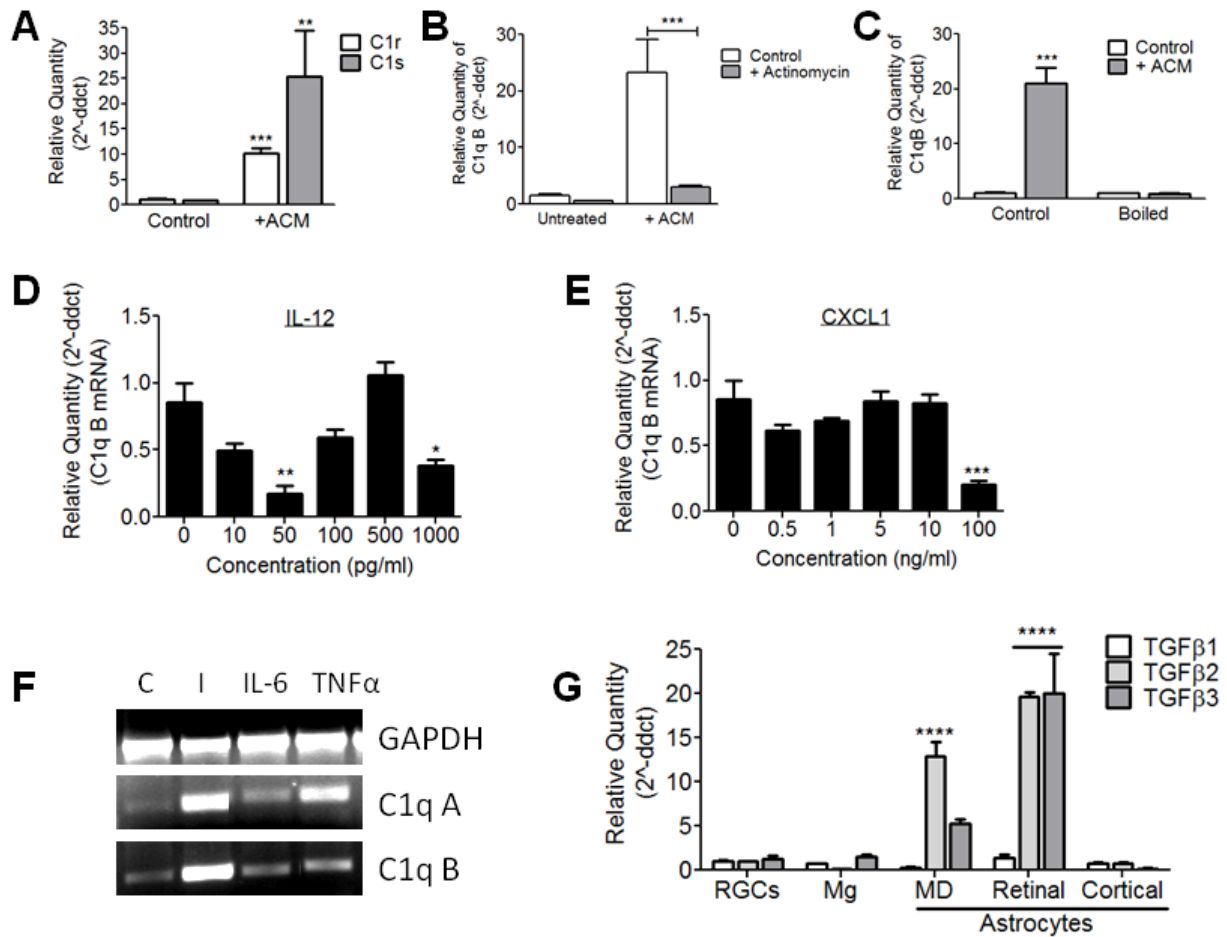 A
Relative Quantity
(2^-ddct)
35
30
25
20
15
10
5
0
***
**
C1r
C1s
Control
+ACM
B
Relative Quantity of
C1q B (2^-ddct)
30
20
10
0
***
Control
+ Actinomycin
Untreated
+ ACM
C
Relative Quantity of
C1qB (2^-ddct)
30
20
10
0
***
Control
+ ACM
Control
Boiled
D
Relative Quantity (2^-ddct)
(C1q B mRNA)
IL-12
1.5
1.0
0.5
0.0
**
*
0 10 50 100 500 1000
Concentration (pg/ml)
E
Relative Quantity (2^-ddct)
(C1q B mRNA)
CXCL1
1.5
1.0
0.5
0.0
***
0 0.5 1 5 10 100
Concentration (ng/ml)
F
C I IL-6 TNFα
GAPDH
C1q A
C1q B
G
Relative Quantity
(2^-ddct)
25
20
15
10
5
0
****
****
TGFβ1
TGFβ2
TGFβ3
RGCs Mg MD Retinal Cortical
Astrocytes